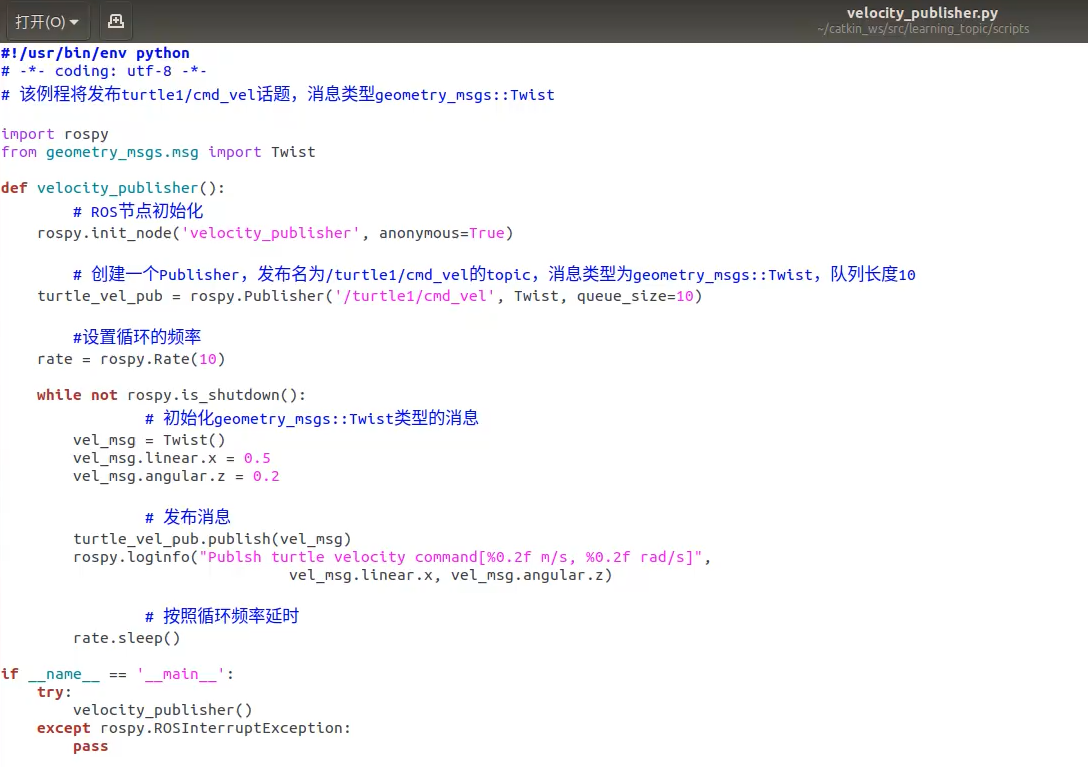 打开(O)
velocity_publisher.py
~/catkin_ws/src/learning_topic/scripts
#!/usr/bin/env python
# -*- coding: utf-8 -*-
# 该例程将发布turtle1/cmd_vel话题，消息类型geometry_msgs::Twist
import rospy
from geometry_msgs.msg import Twist
def velocity_publisher():
# ROS节点初始化
rospy.init_node('velocity_publisher', anonymous=True)
# 创建一个Publisher，发布名为/turtle1/cmd_vel的topic，消息类型为geometry_msgs::Twist，队列长度10
turtle_vel_pub = rospy.Publisher('/turtle1/cmd_vel', Twist, queue_size=10)
#设置循环的频率
rate = rospy.Rate(10)
while not rospy.is_shutdown():
# 初始化geometry_msgs::Twist类型的消息
vel_msg = Twist()
vel_msg.linear.x = 0.5
vel_msg.angular.z = 0.2
# 发布消息
turtle_vel_pub.publish(vel_msg)
rospy.loginfo("Publsh turtle velocity command[%0.2f m/s, %0.2f rad/s]",
vel_msg.linear.x, vel_msg.angular.z)
# 按照循环频率延时
rate.sleep()
if __name__ == '__main__':
try:
velocity_publisher()
except rospy.ROSInterruptException:
pass